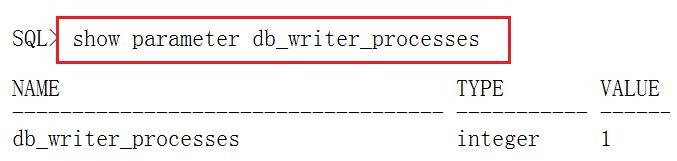 SQL> show parameter db_writer_processes
NAME TYPE VALUE
------------------------------------ ----------- ------
db_writer_processes integer 1